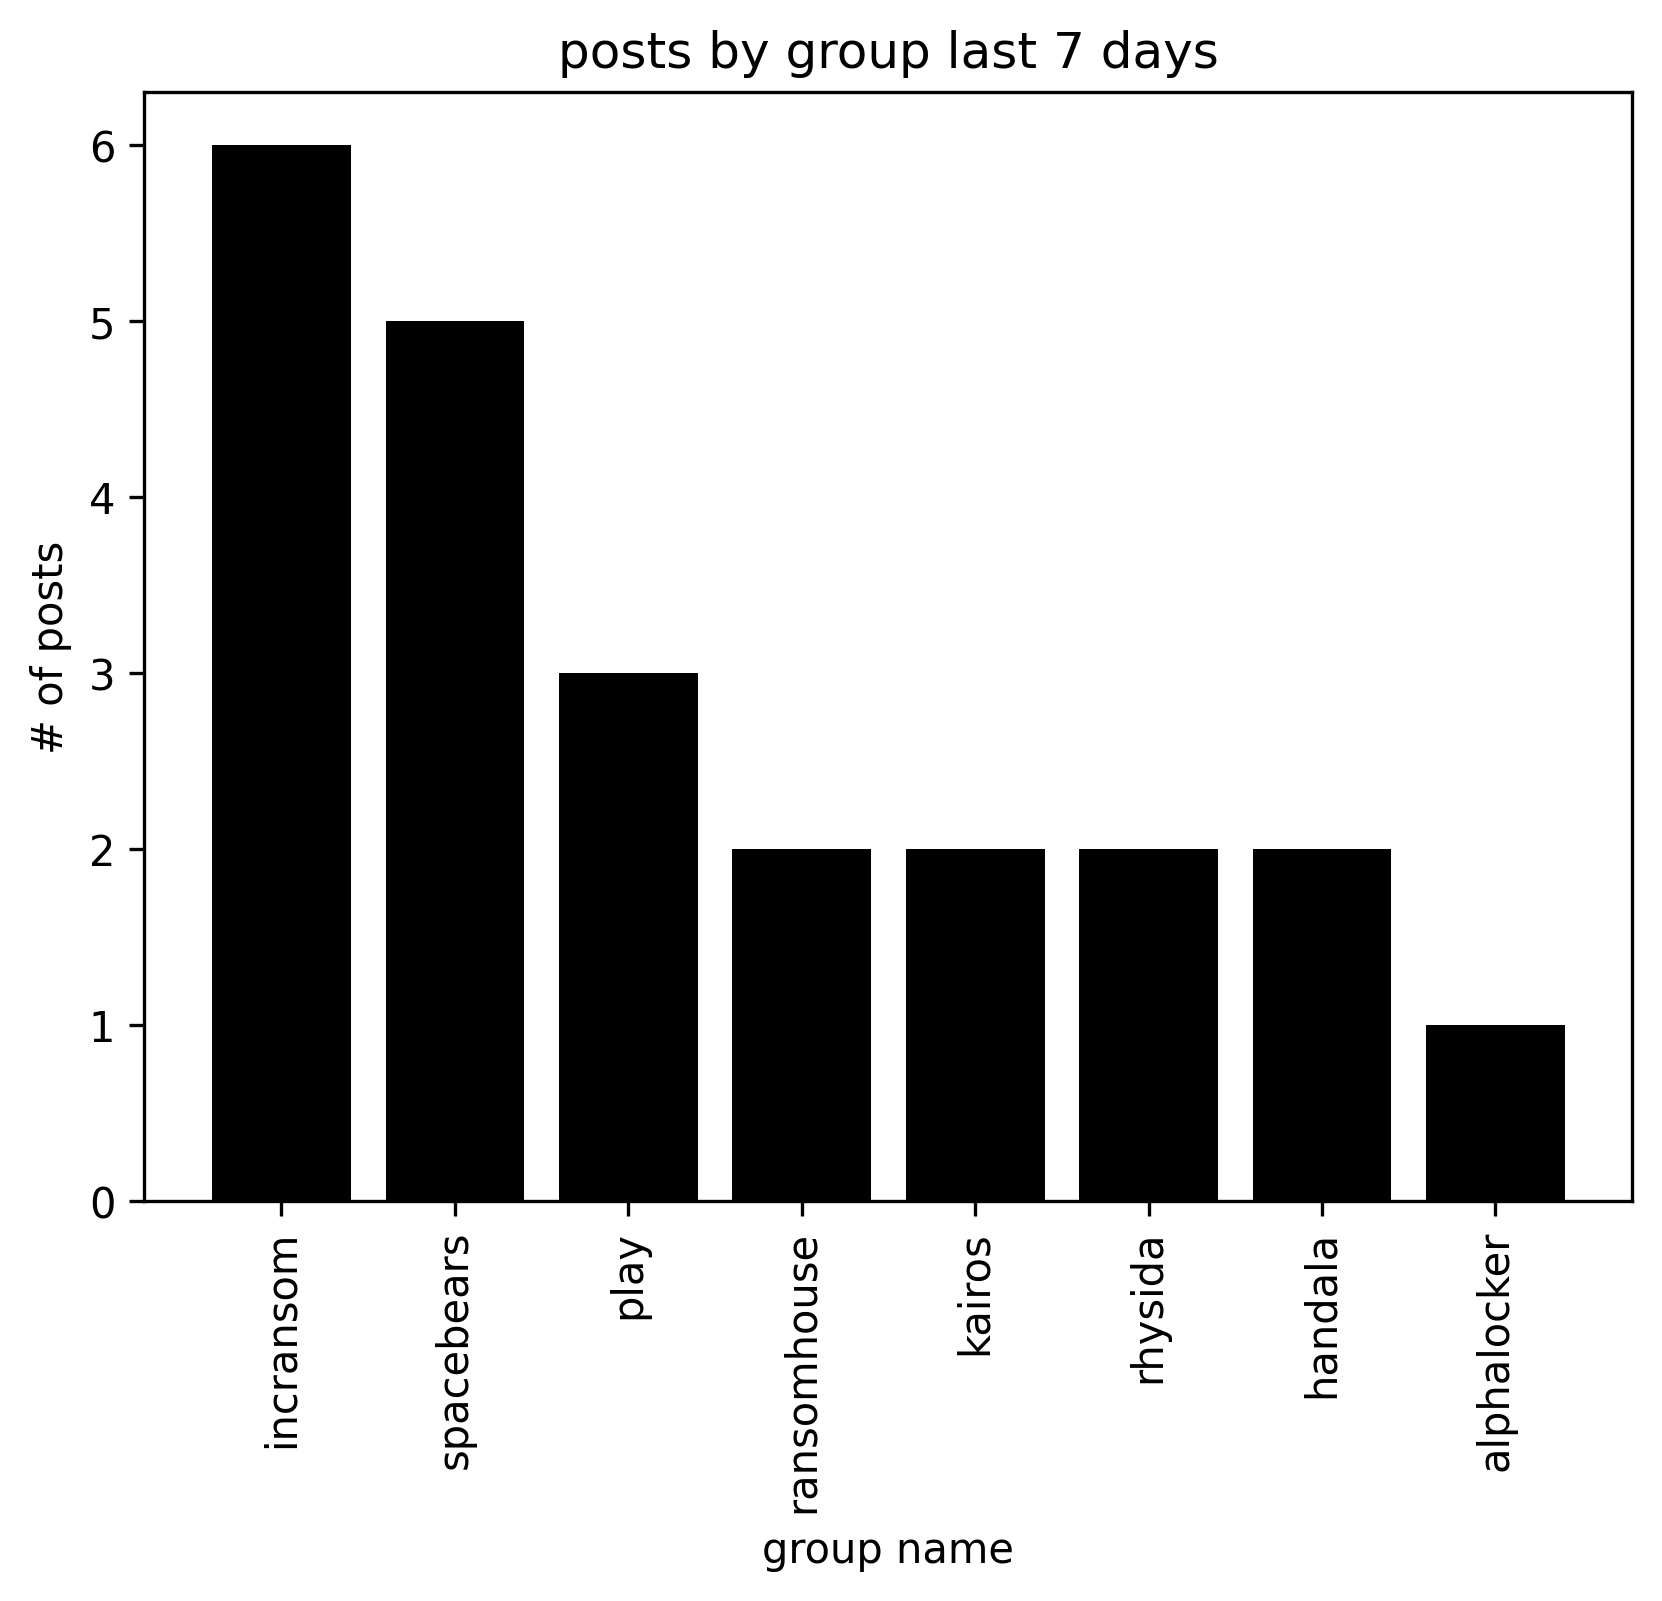 posts by group last 7 days
# of posts
6
5
4
3
2
1
0
incransom
spacebears
play
ransomhouse
kairos
rhysida
handala
alphalocker
group name